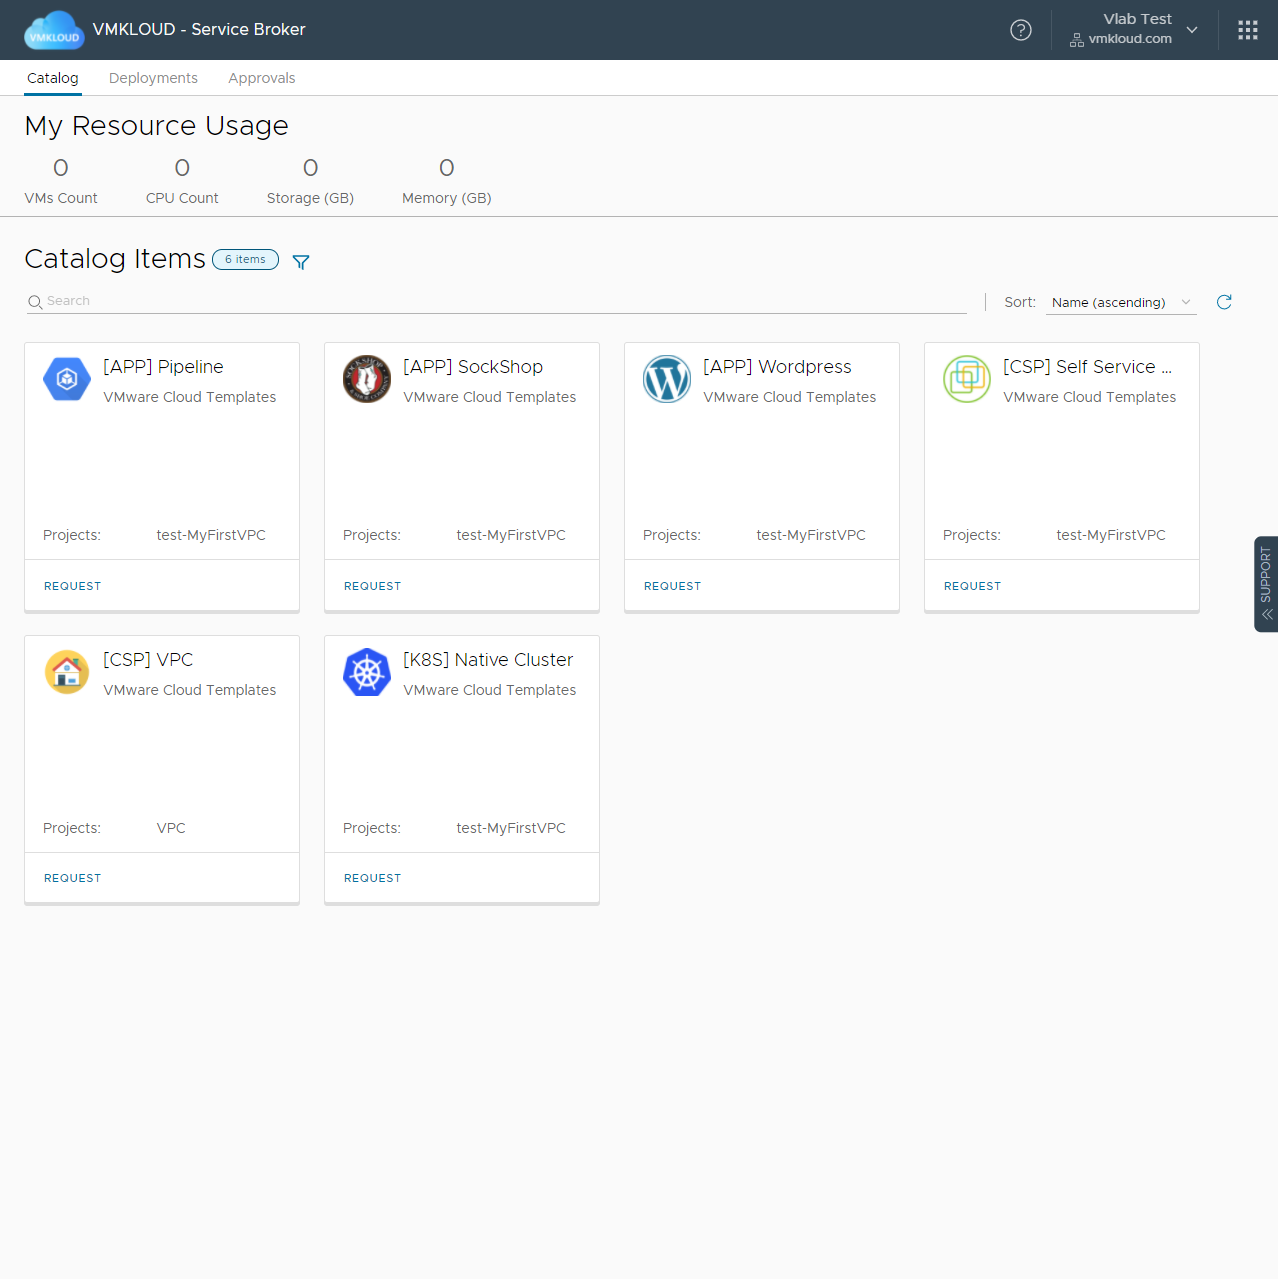 VMKLOUD
VMKLOUD - Service Broker
Vlab Test
vmkloud.com
Catalog
Deployments
Approvals
My Resource Usage
0
0
0
0
VMs Count
CPU Count
Storage (GB)
Memory (GB)
Catalog Items
6 items
Search
Sort:
Name (ascending)
[APP] Pipeline
VMware Cloud Templates
Projects:
test-MyFirstVPC
REQUEST
[APP] SockShop
VMware Cloud Templates
Projects:
test-MyFirstVPC
REQUEST
[APP] Wordpress
VMware Cloud Templates
Projects:
test-MyFirstVPC
REQUEST
[CSP] Self Service ...
VMware Cloud Templates
Projects:
test-MyFirstVPC
REQUEST
SUPPORT
[CSP] VPC
VMware Cloud Templates
Projects:
VPC
REQUEST
[K8S] Native Cluster
VMware Cloud Templates
Projects:
test-MyFirstVPC
REQUEST